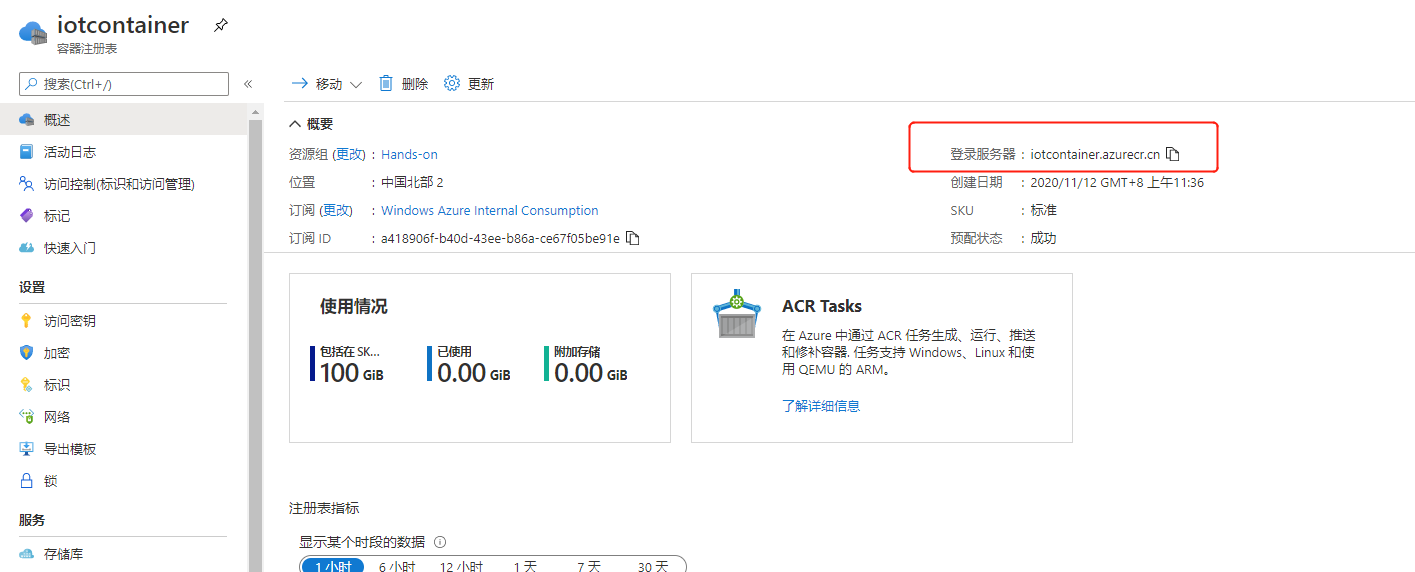 iotcontainer
容器注册表
搜索(Ctrl+/)
«
移动
删除
更新
概述
活动日志
访问控制(标识和访问管理)
标记
快速入门
设置
访问密钥
加密
标识
网络
导出模板
锁
服务
存储库
概要
资源组 (更改) : Hands-on
位置 : 中国北部 2
订阅 (更改) : Windows Azure Internal Consumption
订阅 ID : a418906f-b40d-43ee-b86a-ce67f05be91e
登录服务器 : iotcontainer.azurecr.cn
创建日期 : 2020/11/12 GMT+8 上午11:36
SKU : 标准
预配状态 : 成功
使用情况
包括在 SK...
100 GiB
已使用
0.00 GiB
附加存储
0.00 GiB
ACR Tasks
在 Azure 中通过 ACR 任务生成、运行、推送
和修补容器. 任务支持 Windows、Linux 和使
用 QEMU 的 ARM。
了解详细信息
注册表指标
显示某个时段的数据
1 小时 6 小时 12 小时 1 天 7 天 30 天